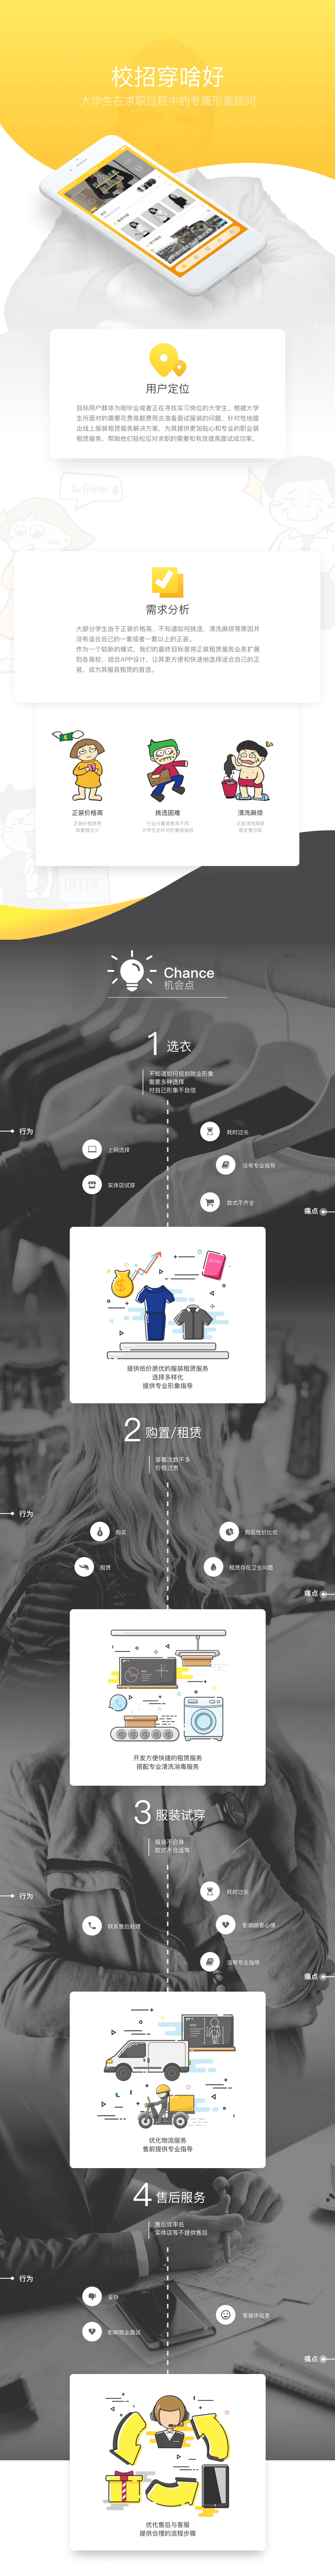 校招穿啥好
大学生在求职过程中的专属形象顾问
用户定位
目标用户群体为刚毕业或者正在寻找实习岗位的大学生。根据大学
生所面对的需要花费高额费用去准备面试服装的问题，针对性地提
出线上服装租赁服务解决方案，为其提供更加贴心和专业的职业装
租赁服务，帮助他们轻松应对求职的需要和有效提高面试成功率。
需求分析
大部分学生由于正装价格高、不知道如何挑选、清洗麻烦等原因并
没有适合自己的一套或者一套以上的正装。
作为一个较新的模式，我们的最终目标是将正装租赁服务业务扩展
到各高校，结合APP设计，让其更方便和快速地选择适合自己的正
装，成为其服装租赁的首选。
正装价格高
挑选困难
清洗麻烦
OFFER
Chance
机会点
1 选衣
不知道如何规划就业形象
需要多种选择
对自己形象不自信
行为
上网选择
实体店试穿
耗时过长
没有专业指导
款式不齐全
痛点
提供低价质优的服装租赁服务
选择多样化
提供专业形象指导
2 购置/租赁
穿着次数不多
价格过贵
行为
购买
租赁
购买性价比低
租赁存在卫生问题
痛点
开发方便快捷的租赁服务
搭配专业清洗消毒服务
3 服装试穿
服装不合身
款式不合适等
行为
联系售后处理
耗时过长
影响顾客心情
没有专业指导
痛点
优化物流服务
售前提供专业指导
4 售后服务
售后效率低
实体店等不提供售后
行为
妥协
影响就业面试
客服体验差
痛点
优化售后与客服
提供合理的流程步骤